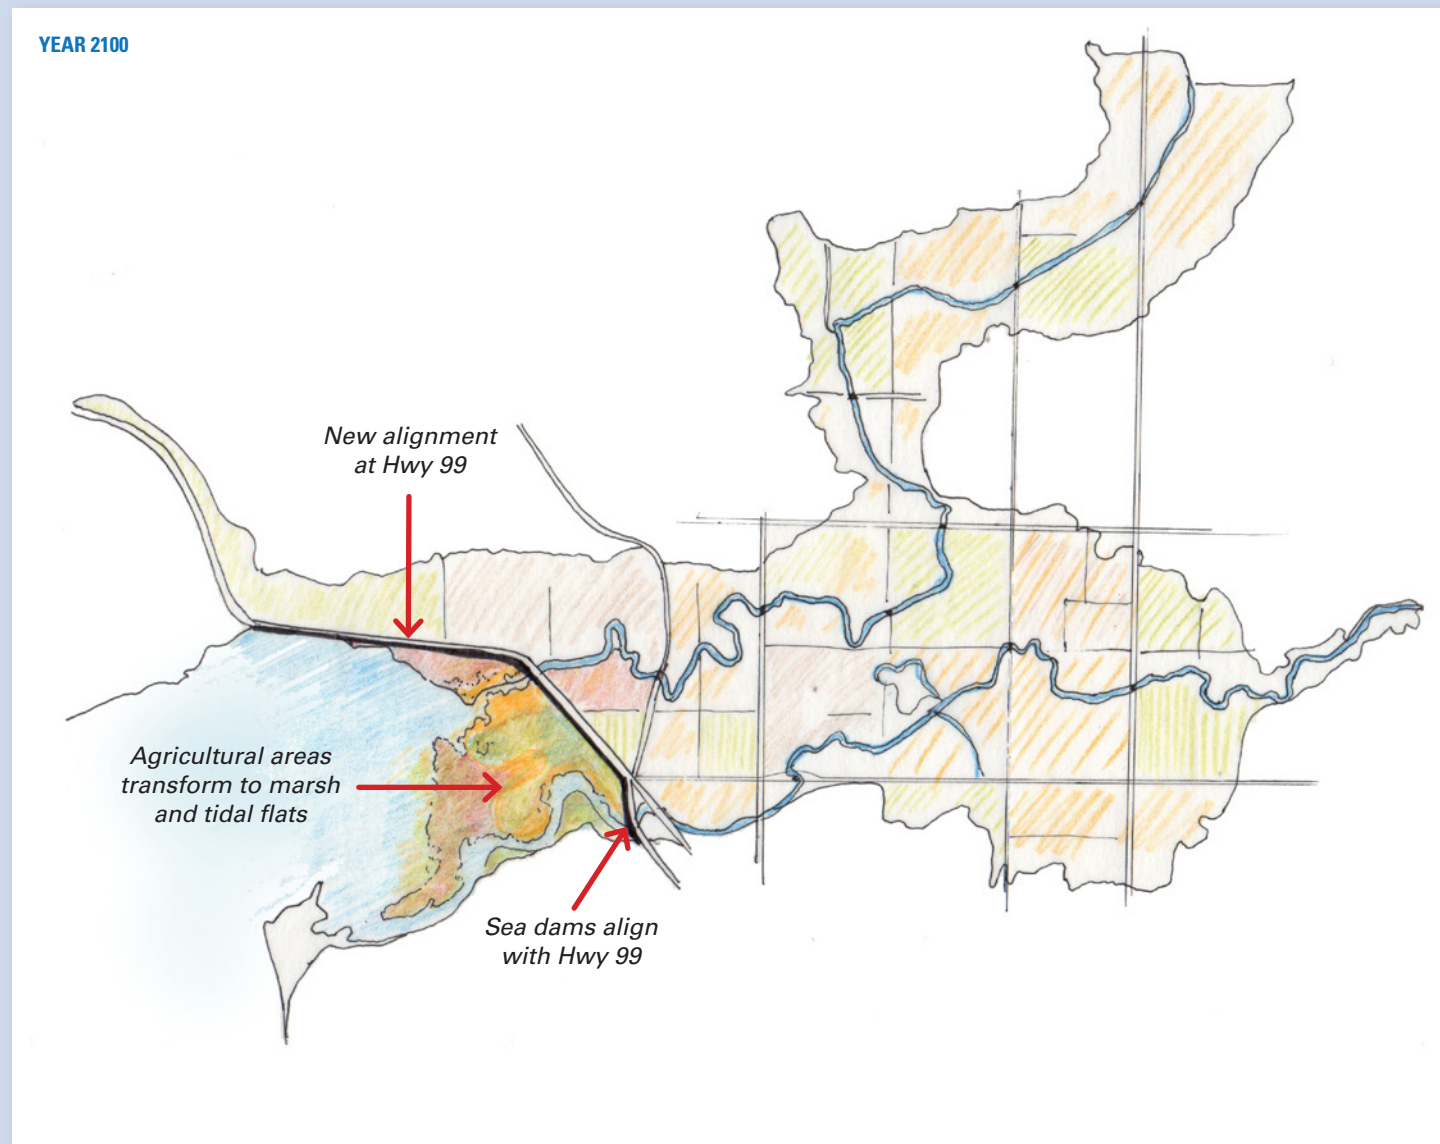 YEAR 2100
New alignment
at Hwy 99
Agricultural areas
transform to marsh
and tidal flats
Sea dams align
with Hwy 99